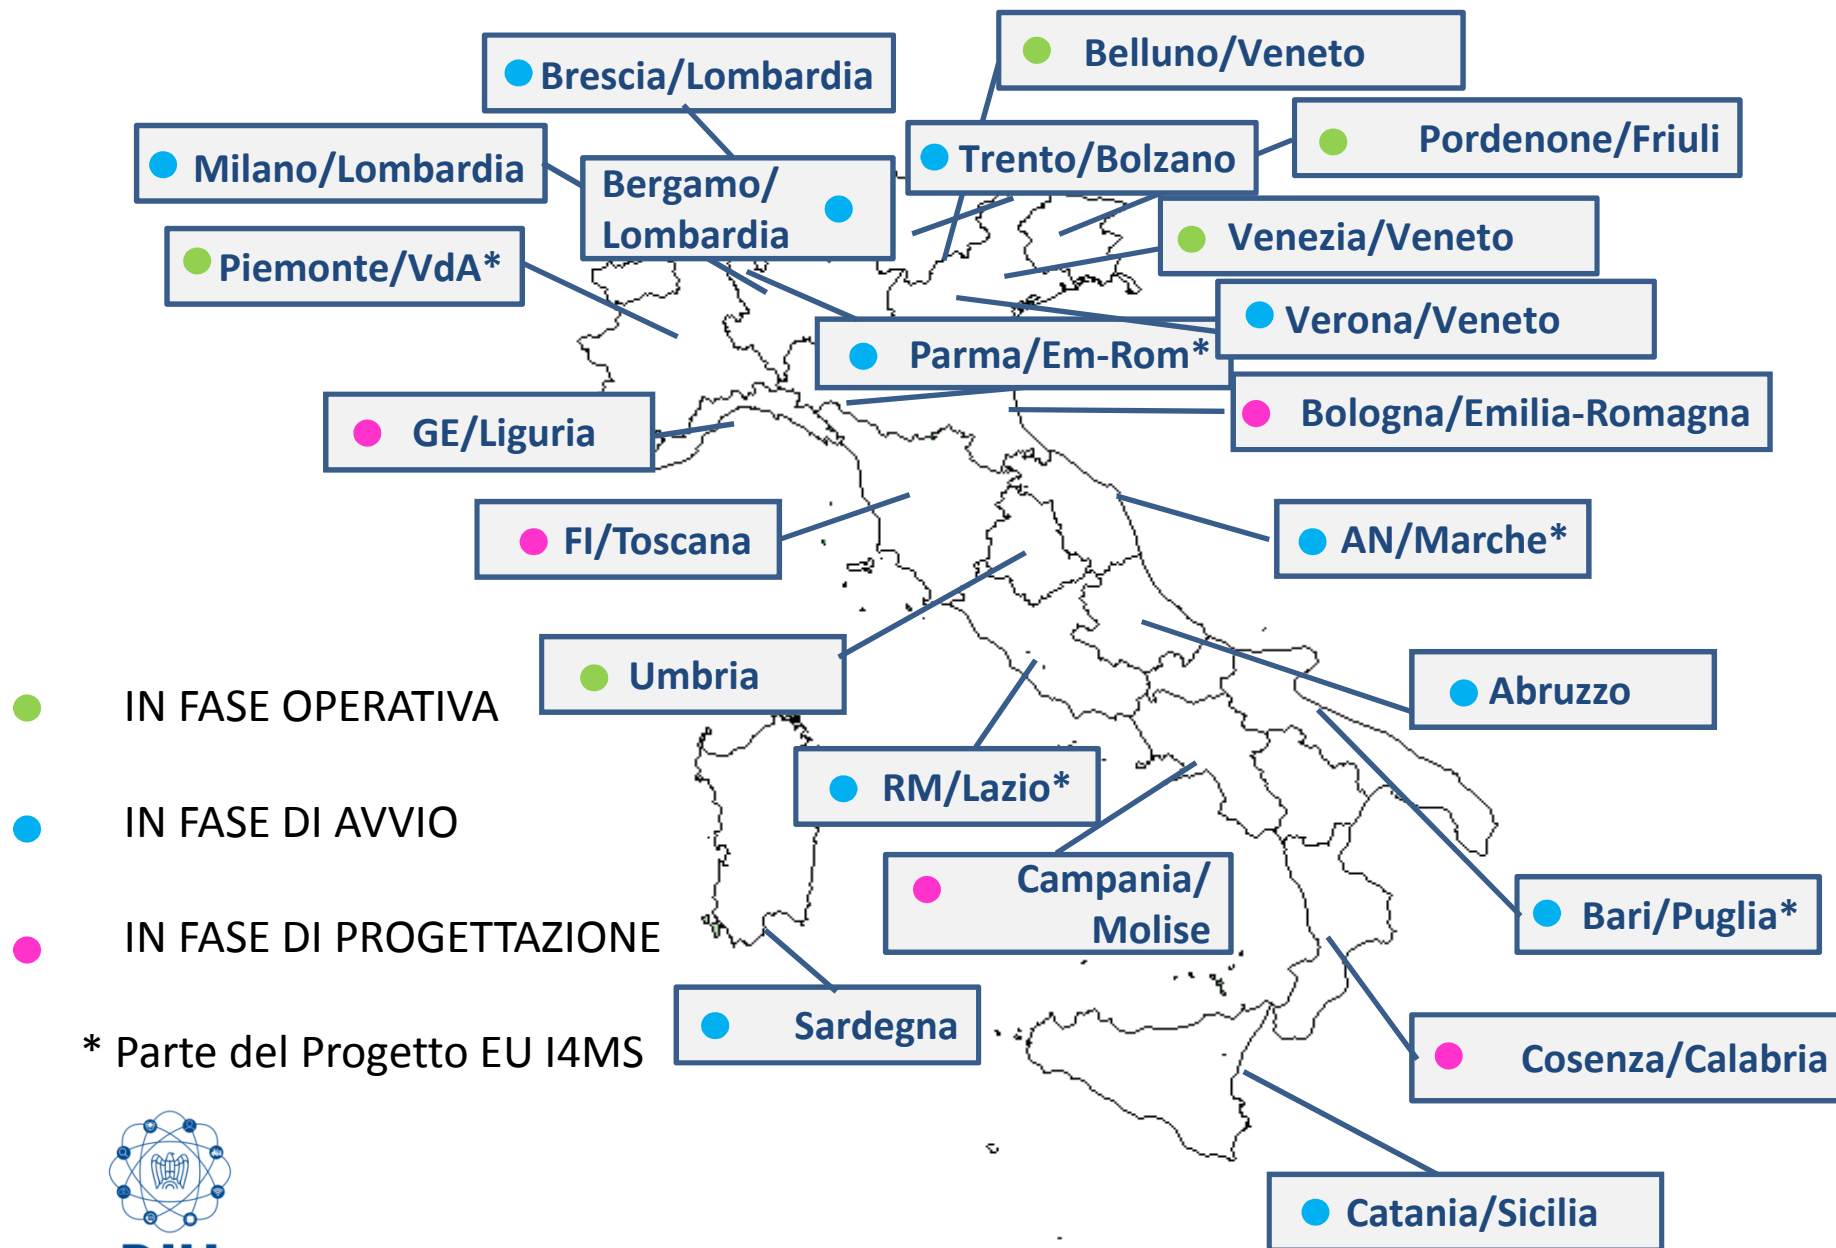 Belluno/Veneto
Brescia/Lombardia
Pordenone/Friuli
Trento/Bolzano
Milano/Lombardia
Bergamo/
Lombardia
Venezia/Veneto
Piemonte/VdA*
Verona/Veneto
Parma/Em-Rom*
Bologna/Emilia-Romagna
GE/Liguria
FI/Toscana
AN/Marche*
Umbria
Abruzzo
IN FASE OPERATIVA
RM/Lazio*
IN FASE DI AVVIO
Campania/
Molise
Bari/Puglia*
IN FASE DI PROGETTAZIONE
Sardegna
* Parte del Progetto EU I4MS
Cosenza/Calabria
Catania/Sicilia